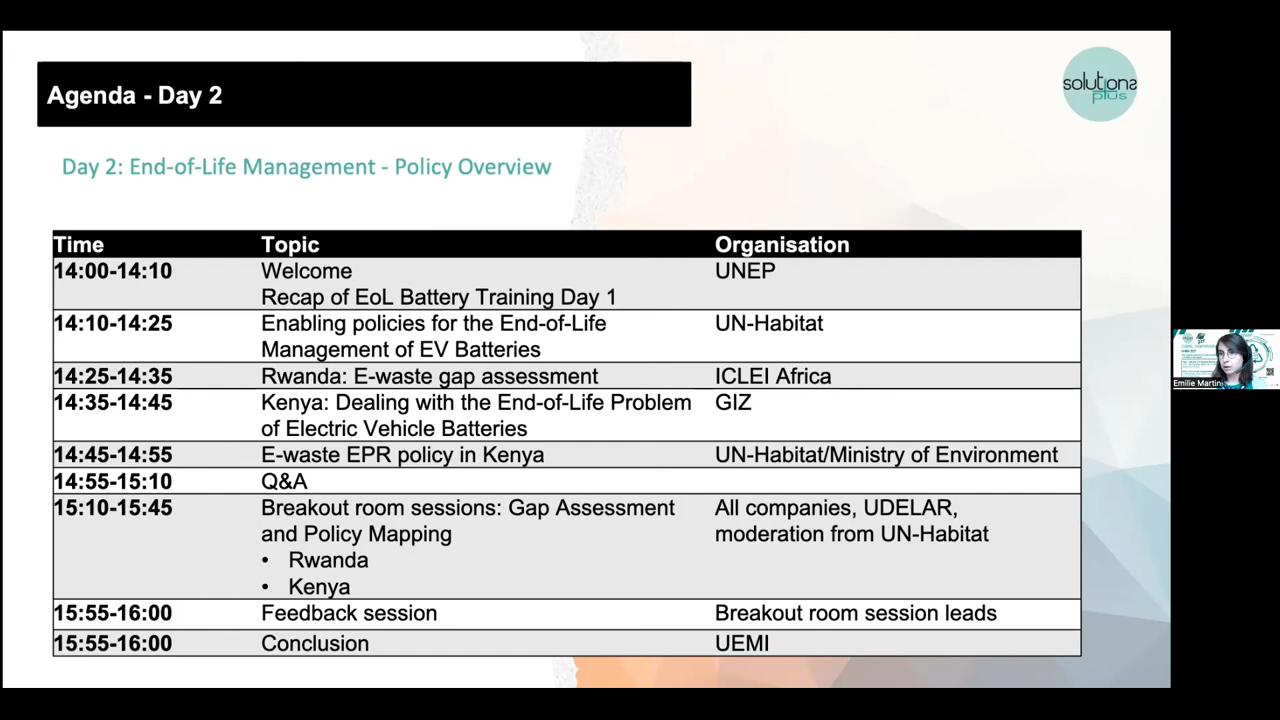 Agenda - Day 2
solutions
plus
Day 2: End-of-Life Management - Policy Overview
Time Topic Organisation
14:00-14:10 Welcome UNEP
Recap of EoL Battery Training Day 1
14:10-14:25 Enabling policies for the End-of-Life UN-Habitat
Management of EV Batteries
14:25-14:35 Rwanda: E-waste gap assessment ICLEI Africa
14:35-14:45 Kenya: Dealing with the End-of-Life Problem GIZ
of Electric Vehicle Batteries
14:45-14:55 E-waste EPR policy in Kenya UN-Habitat/Ministry of Environment
14:55-15:10 Q&A
15:10-15:45 Breakout room sessions: Gap Assessment All companies, UDELAR,
and Policy Mapping moderation from UN-Habitat
• Rwanda
• Kenya
15:55-16:00 Feedback session Breakout room session leads
15:55-16:00 Conclusion UEMI
Emilie Martin